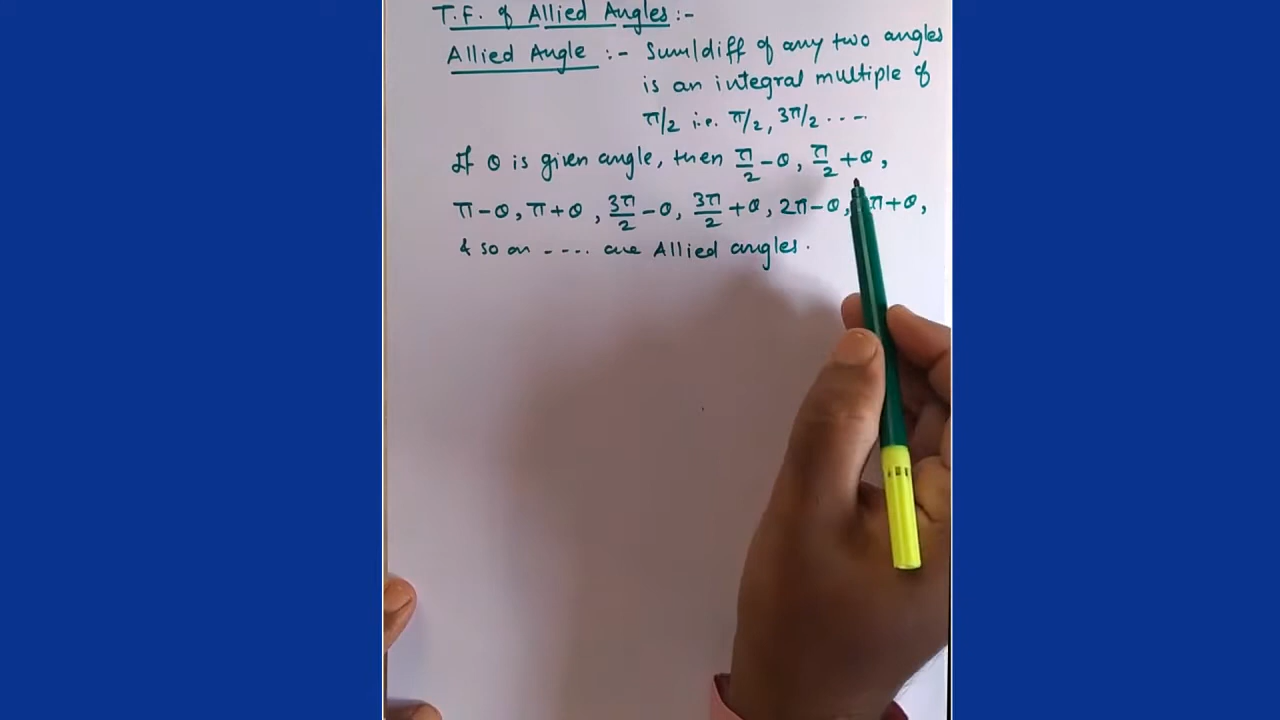 T.F. of Allied Angles :-
Allied Angle :- Sum/diff of any two angles
is an integral multiple of
π/2 i.e. π/2, 3π/2 ....
If θ is given angle, then π/2 - θ, π/2 + θ,
π - θ, π + θ, 3π/2 - θ, 3π/2 + θ, 2π - θ, π + θ,
& so on ---- are Allied angles.